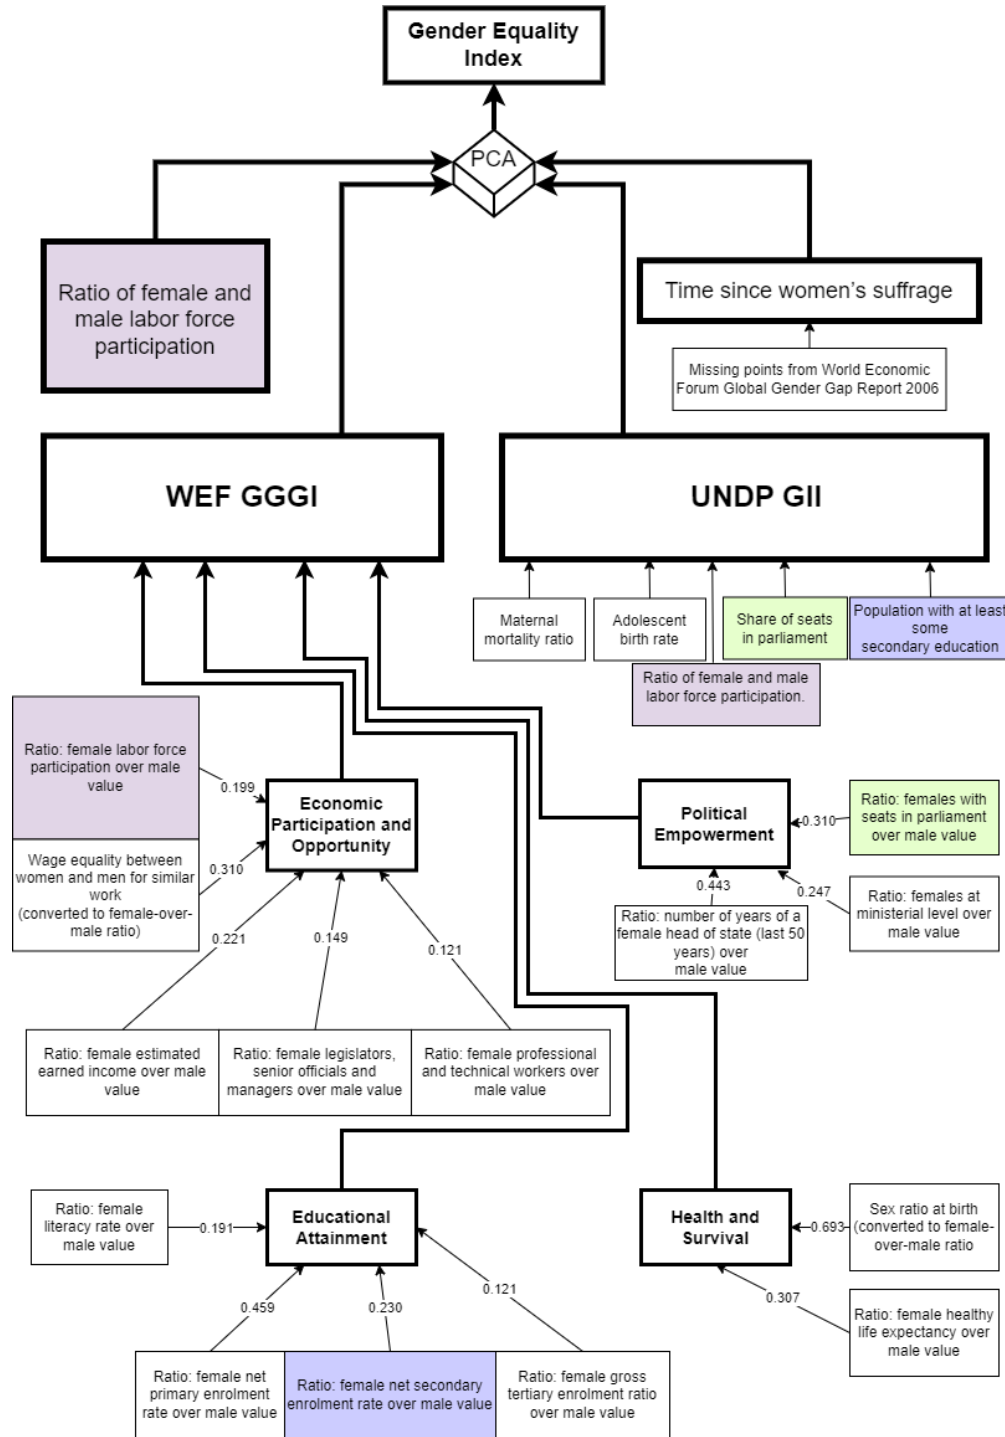 Gender Equality
Index
PCA
Ratio of female and
male labor force
participation
Time since women's suffrage
Missing points from World Economic
Forum Global Gender Gap Report 2006
WEF GGGI
UNDP GII
Maternal
mortality ratio
Adolescent
birth rate
Share of seats
in parliament
Population with at least
some
secondary education
Ratio of female and male
labor force participation.
Ratio: female labor force
participation over male
value
0.199
Economic
Participation and
Opportunity
Wage equality between
women and men for similar
work
(converted to female-over-
male ratio)
0.310
0.221
0.149
0.121
Political
Empowerment
0.310
Ratio: females with
seats in parliament
over male value
0.443
0.247
Ratio: number of years of a
female head of state (last 50
years) over
male value
Ratio: females at
ministerial level over
male value
Ratio: female estimated
earned income over male
value
Ratio: female legislators,
senior officials and
managers over male value
Ratio: female professional
and technical workers over
male value
Ratio: female
literacy rate over
male value
0.191
Educational
Attainment
Health and
Survival
0.693
Sex ratio at birth
(converted to female-
over-male ratio
0.459
0.230
0.121
0.307
Ratio: female healthy
life expectancy over
male value
Ratio: female net
primary enrolment
rate over male value
Ratio: female net secondary
enrolment rate over male value
Ratio: female gross
tertiary enrolment ratio
over male value